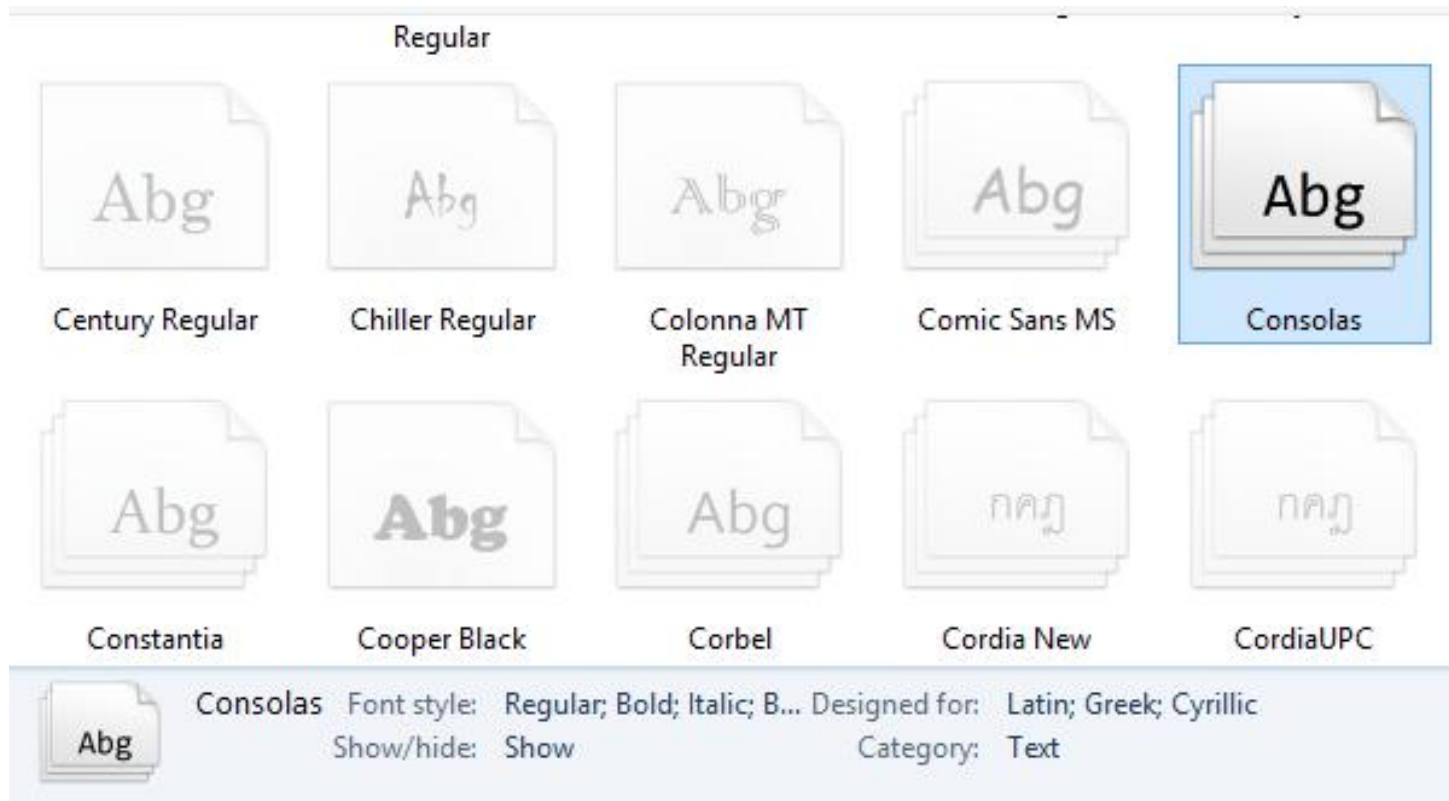 Regular
Abg Abg Abg Abg Abg
Century Regular Chiller Regular Colonna MT Regular Comic Sans MS Consolas
Abg Abg Abg กคฎ กคฎ
Constantia Cooper Black Corbel Cordia New CordiaUPC
Consolas Font style: Regular; Bold; Italic; B... Designed for: Latin; Greek; Cyrillic
Abg Show/hide: Show Category: Text